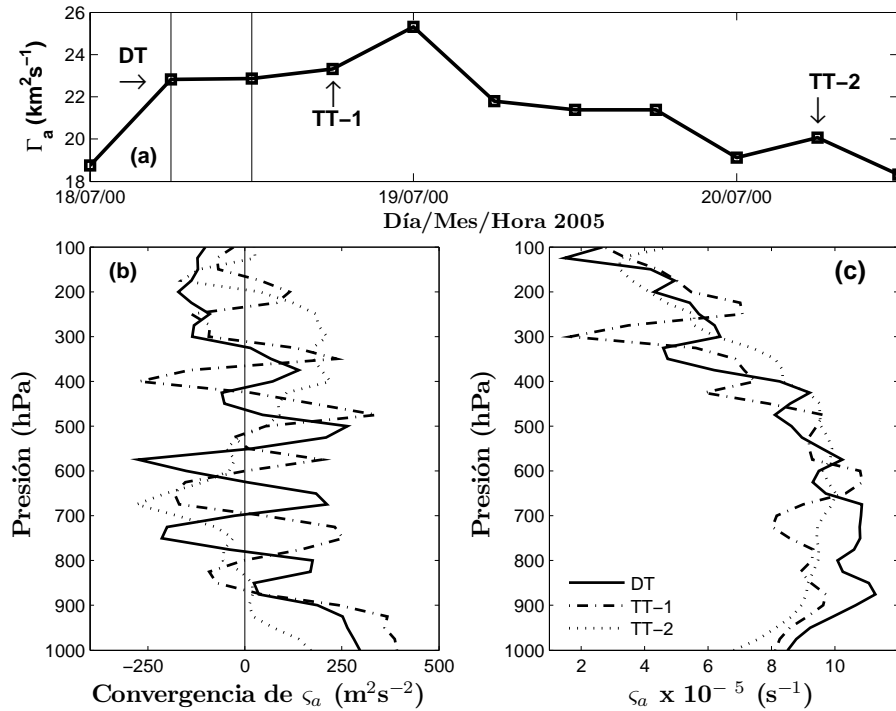 26
24
22
20
18
Γₐ (km²s⁻¹)
DT
TT−1
TT−2
(a)
18/07/00 19/07/00 20/07/00
Día/Mes/Hora 2005
(b)
100
200
300
400
500
600
700
800
900
1000
Presión (hPa)
−250 0 250 500
Convergencia de ςₐ (m²s⁻²)
(c)
100
200
300
400
500
600
700
800
900
1000
Presión (hPa)
DT
TT−1
TT−2
2 4 6 8 10
ςₐ x 10⁻ ⁵ (s⁻¹)